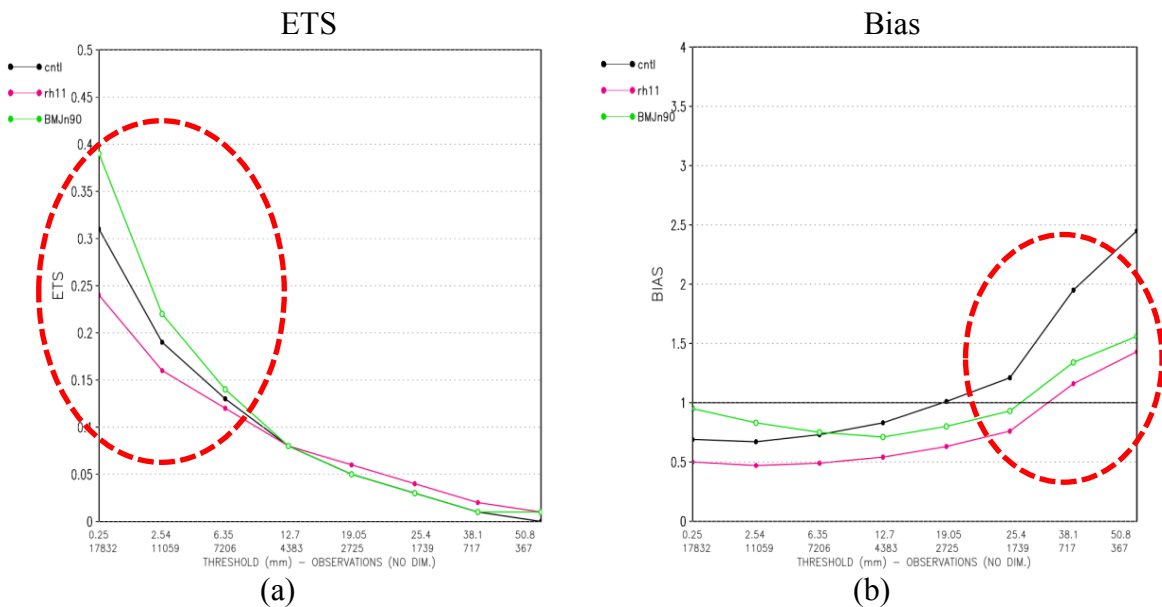 ETS
cntl
rh11
BMJn90
0.5
0.45
0.4
0.35
0.3
0.25
0.2
0.15
0.1
0.05
0
ETS
0.25 2.54 6.35 12.7 19.05 25.4 38.1 50.8
17832 11059 7206 4383 2725 1739 717 367
THRESHOLD (mm) – OBSERVATIONS (NO DIM.)
(a)
Bias
cntl
rh11
BMJn90
4
3.5
3
2.5
2
1.5
1
0.5
0
BIAS
0.25 2.54 6.35 12.7 19.05 25.4 38.1 50.8
17832 11059 7206 4383 2725 1739 717 367
THRESHOLD (mm) – OBSERVATIONS (NO DIM.)
(b)